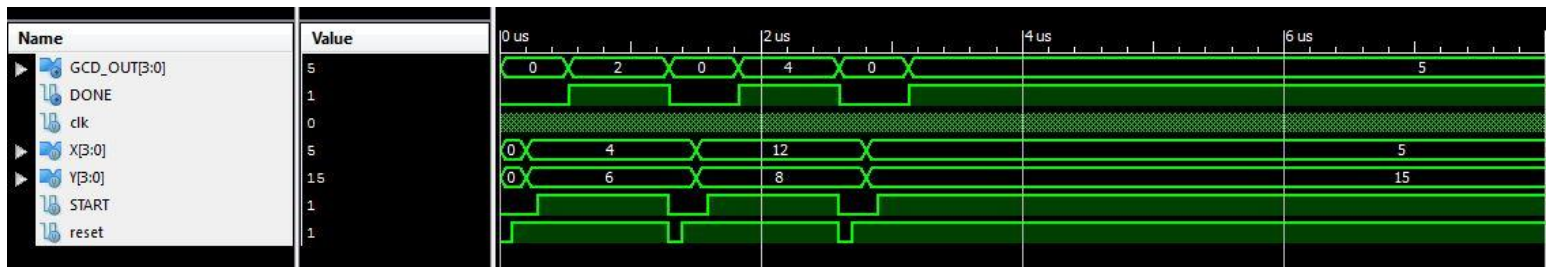 Name Value 0 us 2 us 4 us 6 us
GCD_OUT[3:0] 5 0 2 0 4 0 5
DONE 1
clk 0
X[3:0] 5 0 4 12 5
Y[3:0] 15 0 6 8 15
START 1
reset 1